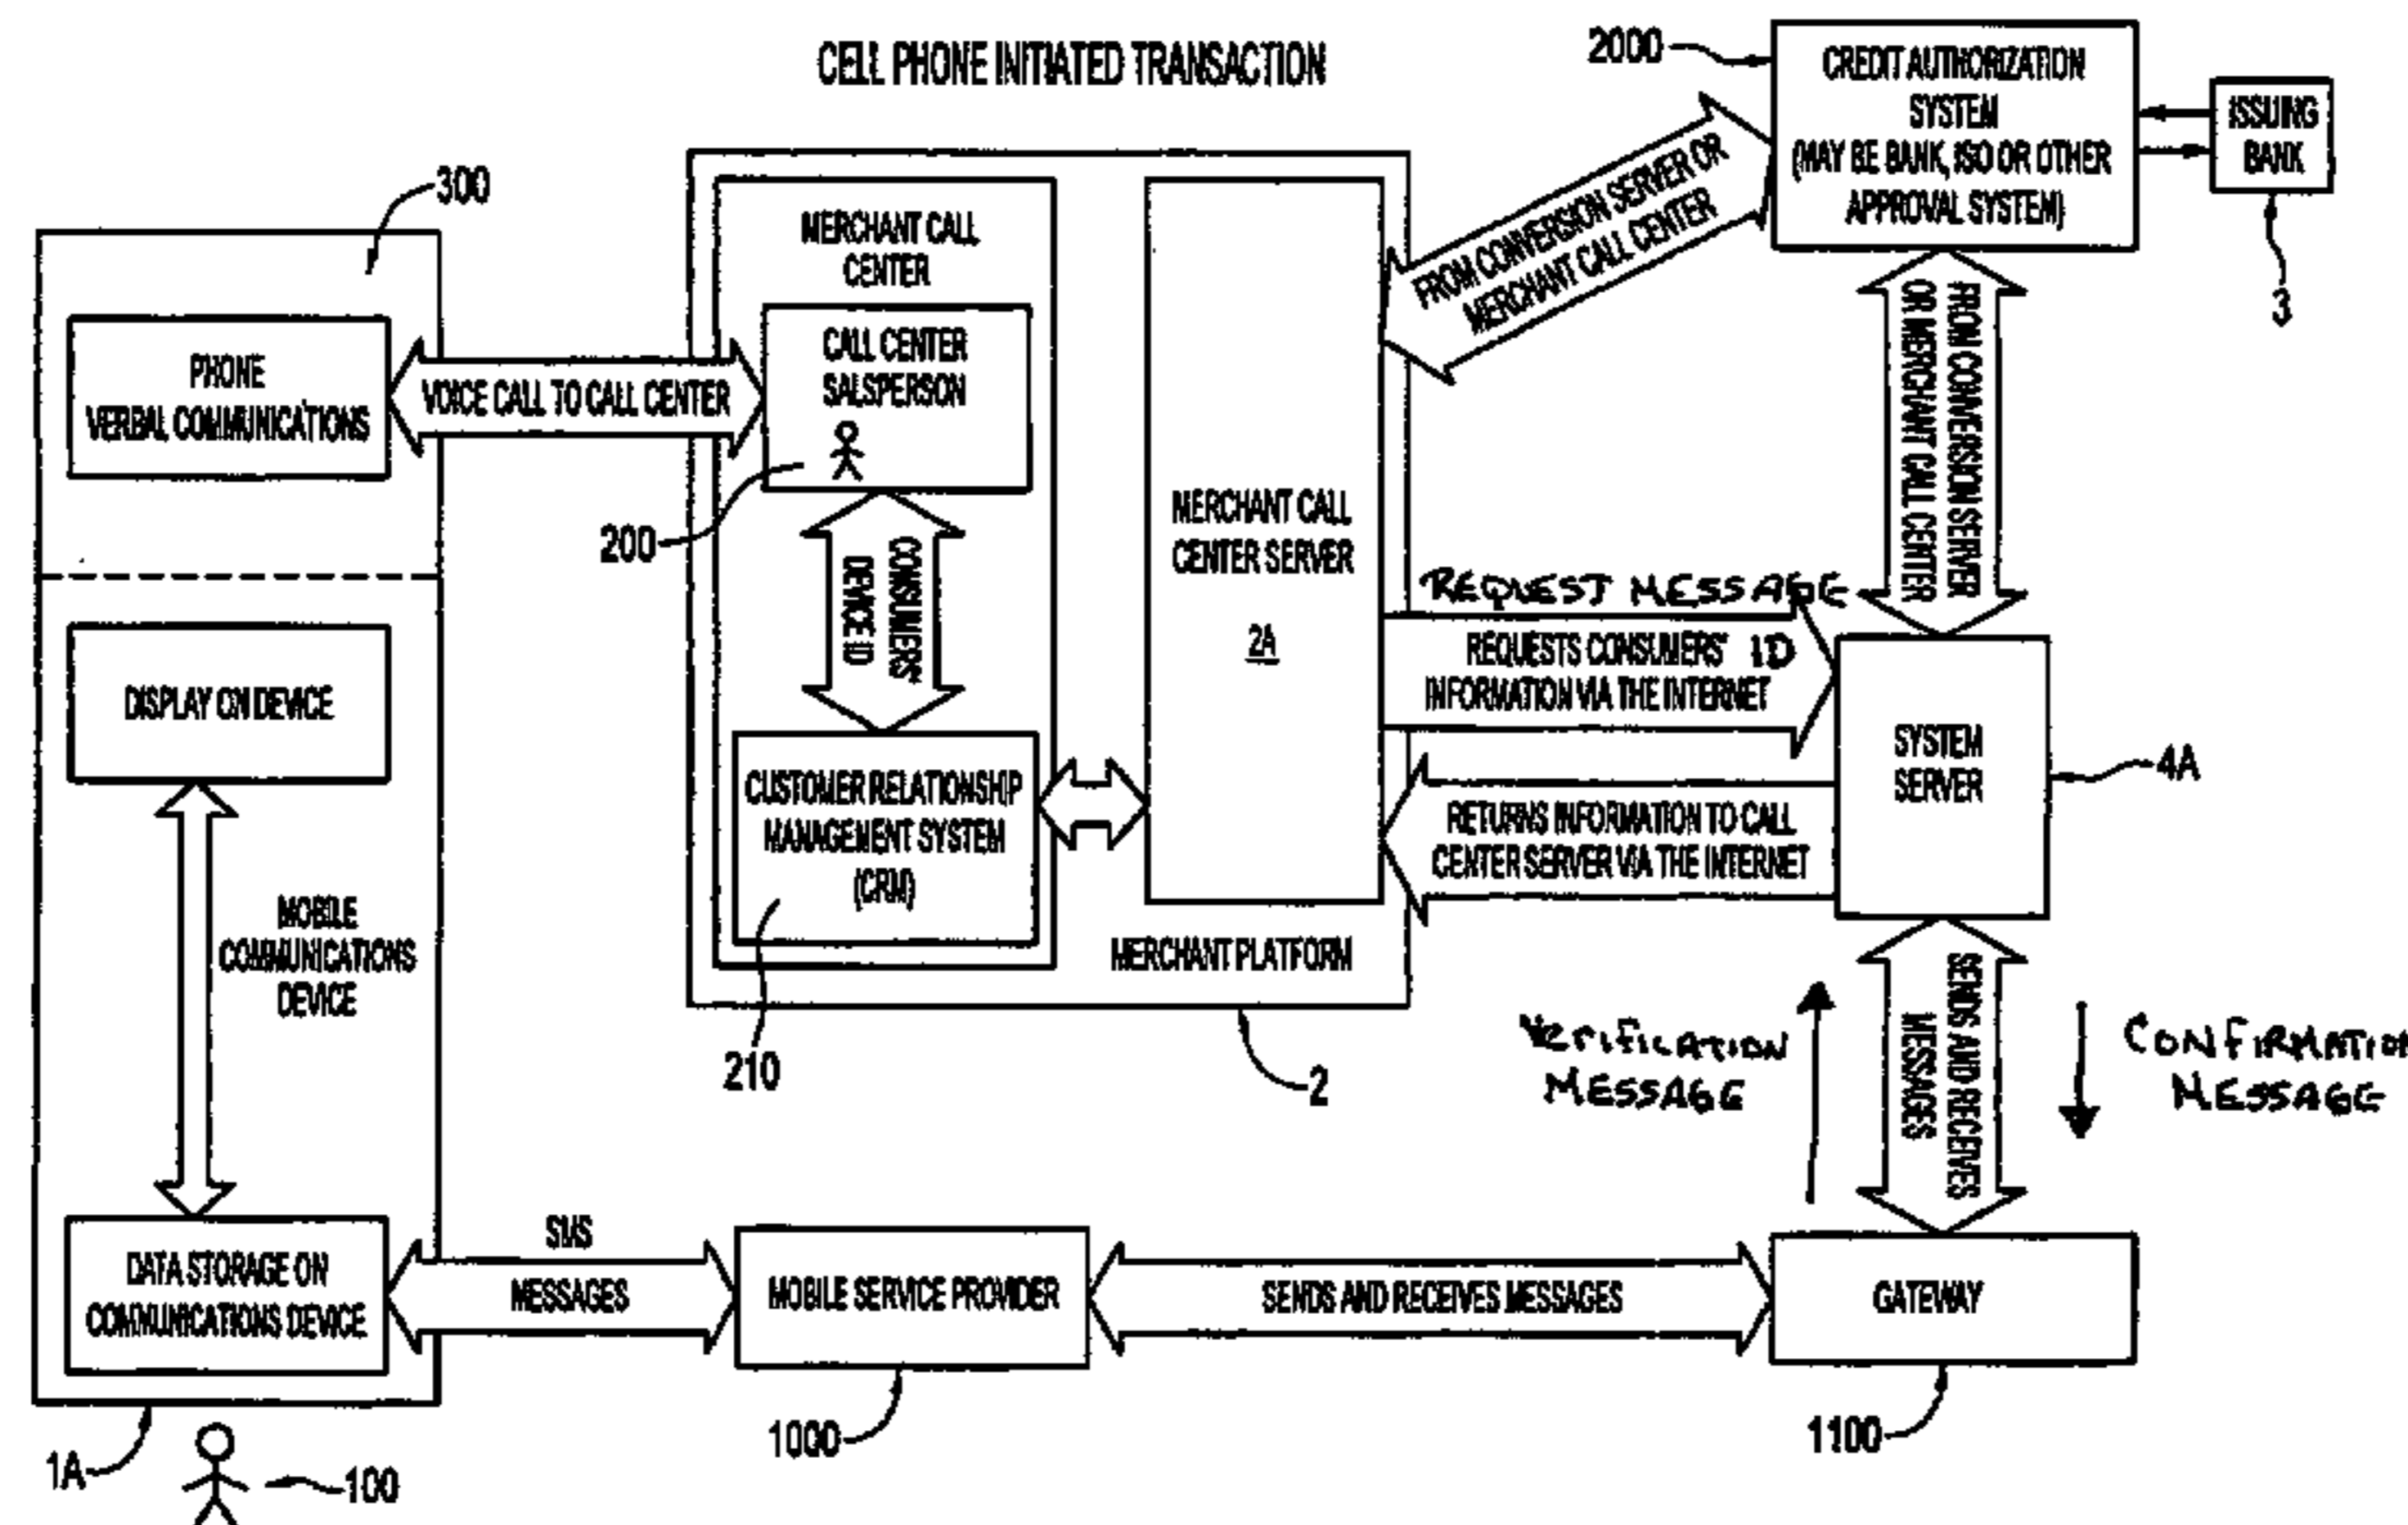 CELL PHONE INITIATED TRANSACTION
2000
CREDIT AUTHORIZATION
SYSTEM
(MAY BE BANK, ISO OR OTHER
APPROVAL SYSTEM)
ISSUING
BANK
3
300
PHONE
VERBAL COMMUNICATIONS
VOICE CALL TO CALL CENTER
MERCHANT CALL
CENTER
CALL CENTER
SALSPERSON
200
CONSUMERS
DEVICE ID
CUSTOMER RELATIONSHIP
MANAGEMENT SYSTEM
(CRM)
210
MERCHANT CALL
CENTER SERVER
2A
MERCHANT PLATFORM
2
FROM CONVERSION SERVER OR
MERCHANT CALL CENTER
FROM CONVERSION SERVER
OR MERCHANT CALL CENTER
REQUEST MESSAGE
REQUESTS CONSUMERS' ID
INFORMATION VIA THE INTERNET
RETURNS INFORMATION TO CALL
CENTER SERVER VIA THE INTERNET
SYSTEM
SERVER
4A
DISPLAY ON DEVICE
MOBILE
COMMUNICATIONS
DEVICE
Verification
MESSAGE
SENDS AND RECEIVES
MESSAGES
CONFIRMATION
MESSAGE
DATA STORAGE ON
COMMUNICATIONS DEVICE
SMS
MESSAGES
MOBILE SERVICE PROVIDER
SENDS AND RECEIVES MESSAGES
GATEWAY
1A
100
1000
1100